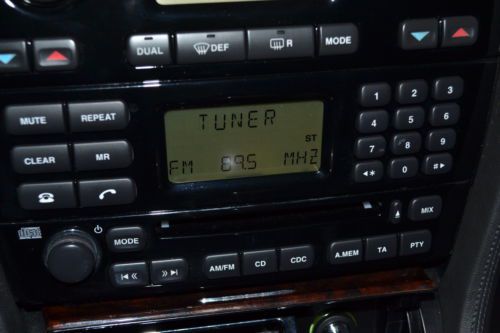 DUAL DEF R MODE
MUTE REPEAT
CLEAR MR
TUNER
ST
FM 89.5 MHZ
1 2 3
4 5 6
7 8 9
◂* 0 #▸
MODE
AM/FM CD CDC A.MEM TA PTY
MIX